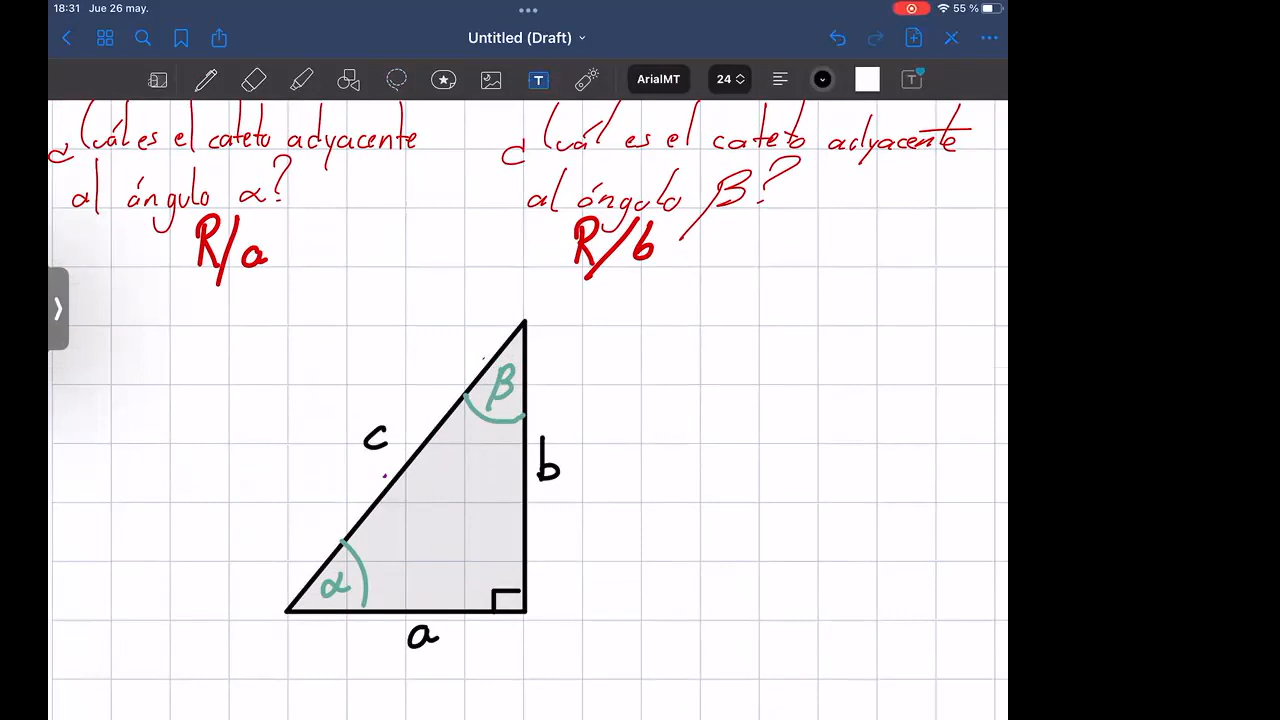 18:31 Jue 26 may.
55 %
Untitled (Draft)
T
ArialMT
24
T
¿Cuál es el cateto adyacente
al ángulo α?
R/a
¿Cuál es el cateto adyacente
al ángulo β?
R/b
β
c
b
α
a